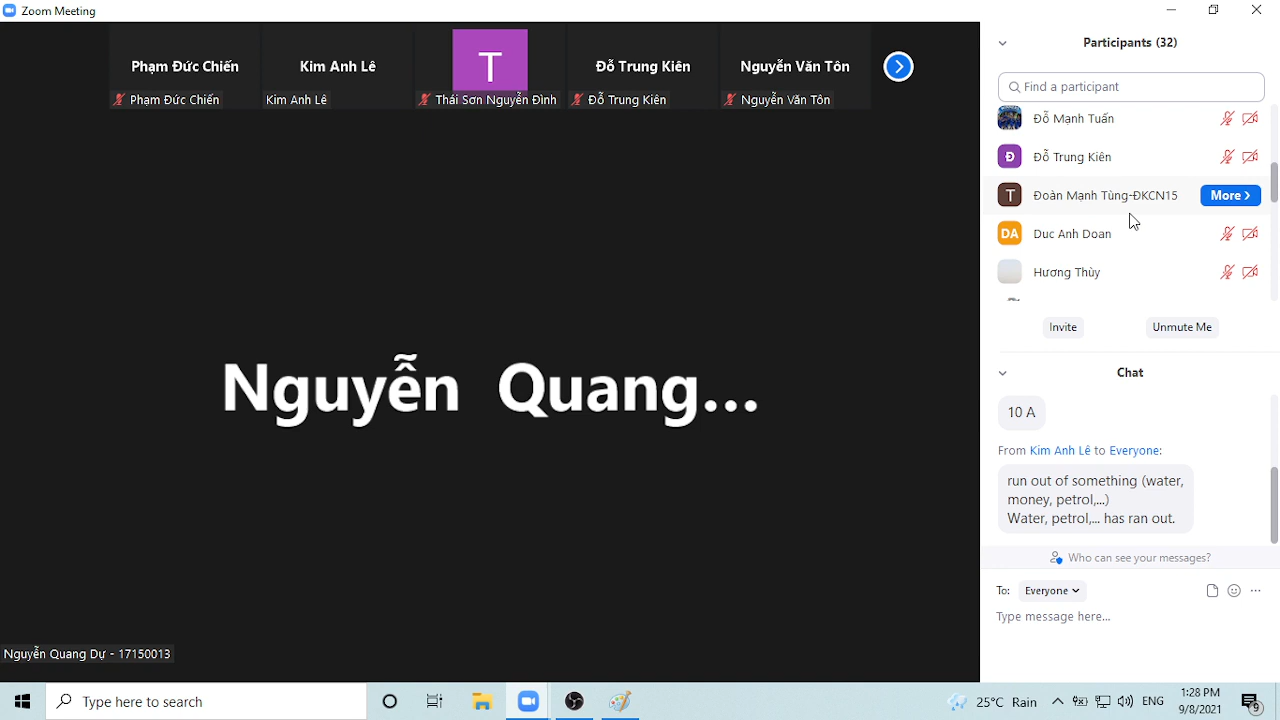 Zoom Meeting
Phạm Đức Chiến
Kim Anh Lê
T
Đỗ Trung Kiên
Nguyễn Văn Tôn
Phạm Đức Chiến
Kim Anh Lê
Thái Sơn Nguyễn Đình
Đỗ Trung Kiên
Nguyễn Văn Tôn
Nguyễn Quang...
Nguyễn Quang Dự - 17150013
Participants (32)
Find a participant
Đỗ Mạnh Tuấn
Đ Đỗ Trung Kiên
T Đoàn Mạnh Tùng-ĐKCN15 More
DA Duc Anh Doan
Hương Thùy
Invite Unmute Me
Chat
10 A
From Kim Anh Lê to Everyone:
run out of something (water,
money, petrol,...)
Water, petrol,... has ran out.
Who can see your messages?
To: Everyone
Type message here...
Type here to search
25°C Rain
ENG
1:28 PM
9/8/2021
9